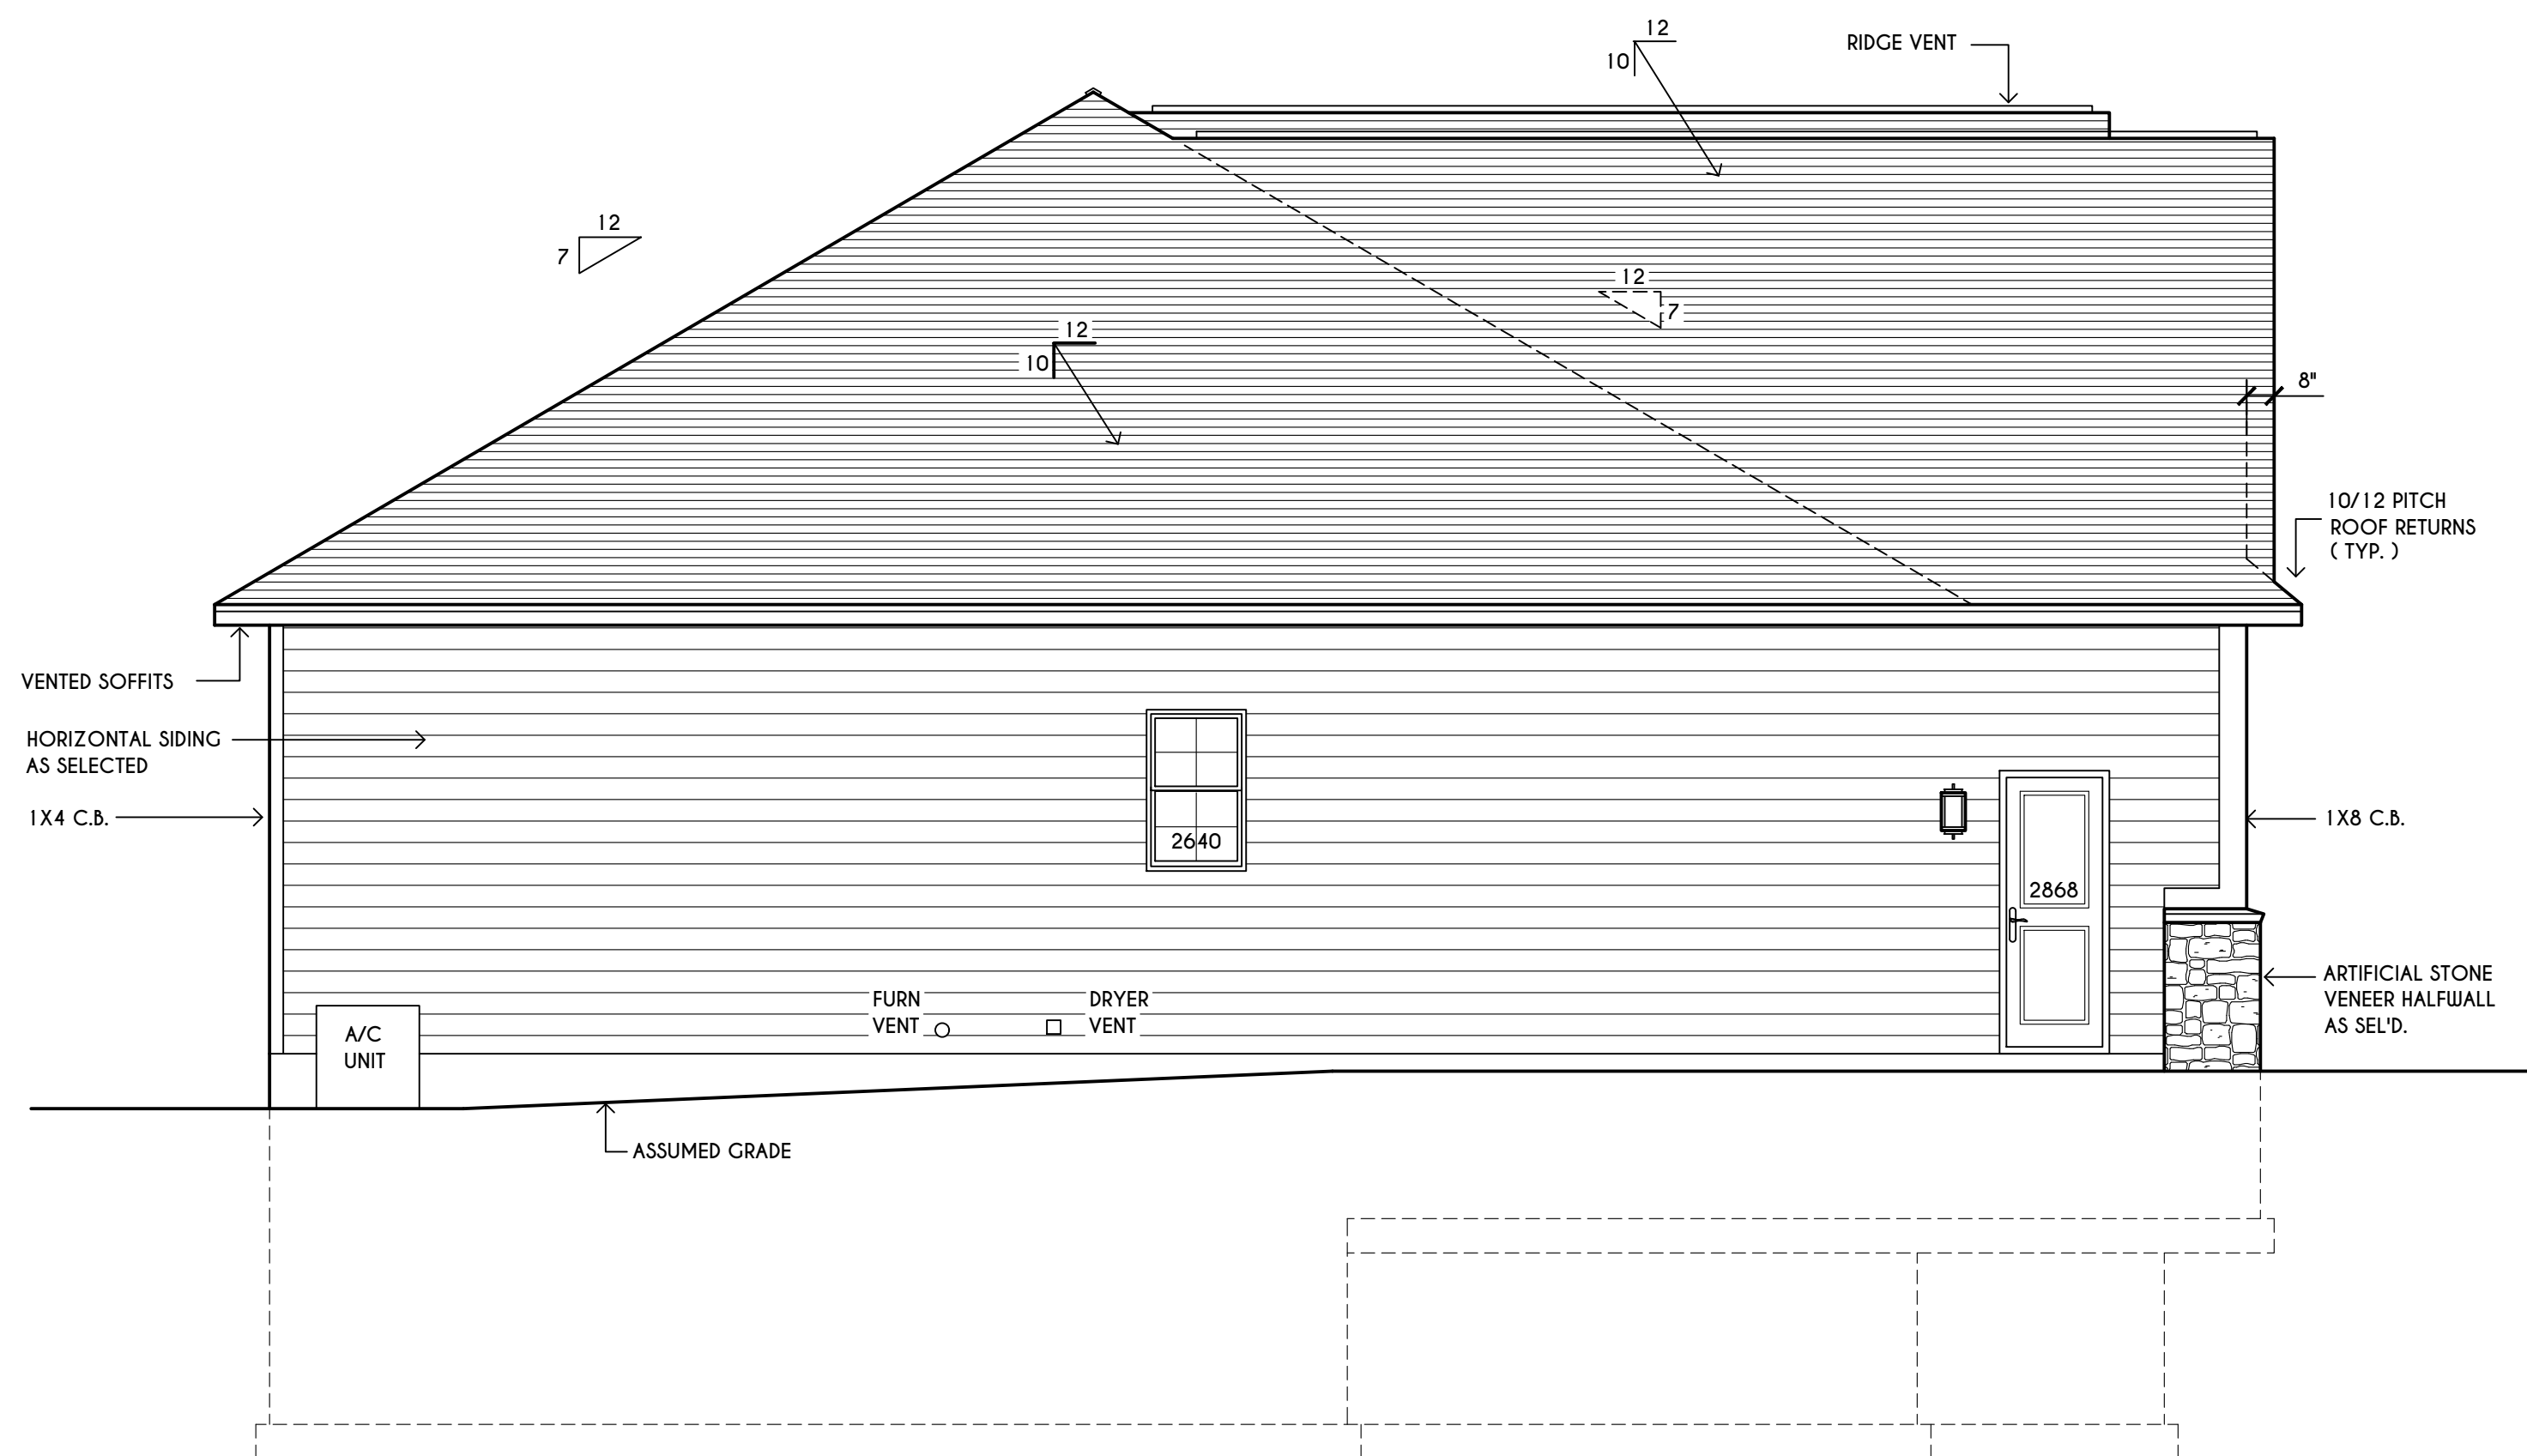 12
10
RIDGE VENT
12
7
12
7
12
10
8"
10/12 PITCH
ROOF RETURNS
( TYP. )
VENTED SOFFITS
HORIZONTAL SIDING
AS SELECTED
1X4 C.B.
2640
2868
1X8 C.B.
ARTIFICIAL STONE
VENEER HALFWALL
AS SEL'D.
FURN
VENT
DRYER
VENT
A/C
UNIT
ASSUMED GRADE